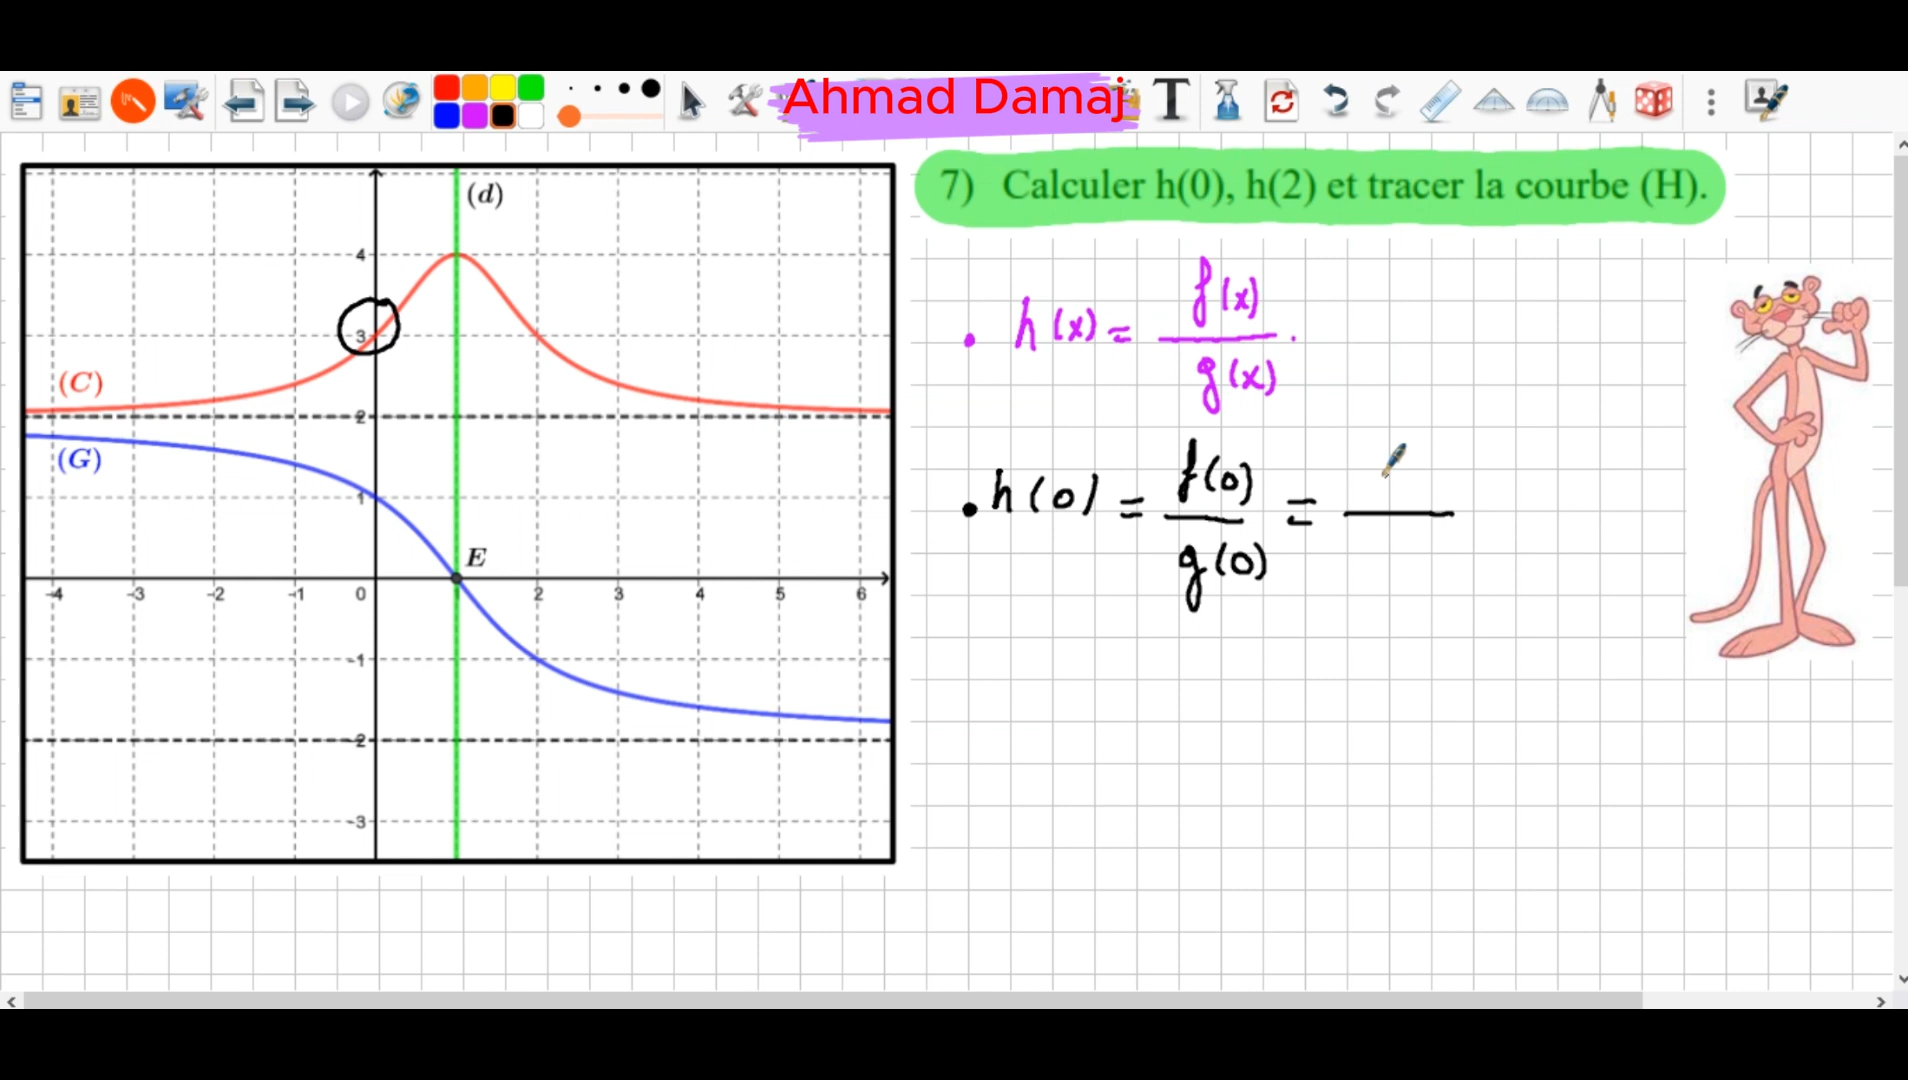 Ahmad Damaj
T
7) Calculer h(0), h(2) et tracer la courbe (H).
(d)
4
3
(C)
2
(G)
1
E
-4 -3 -2 -1 0 2 3 4 5 6
-1
-2
-3
• h(x) = f(x) / g(x) .
• h(0) = f(0) / g(0) =